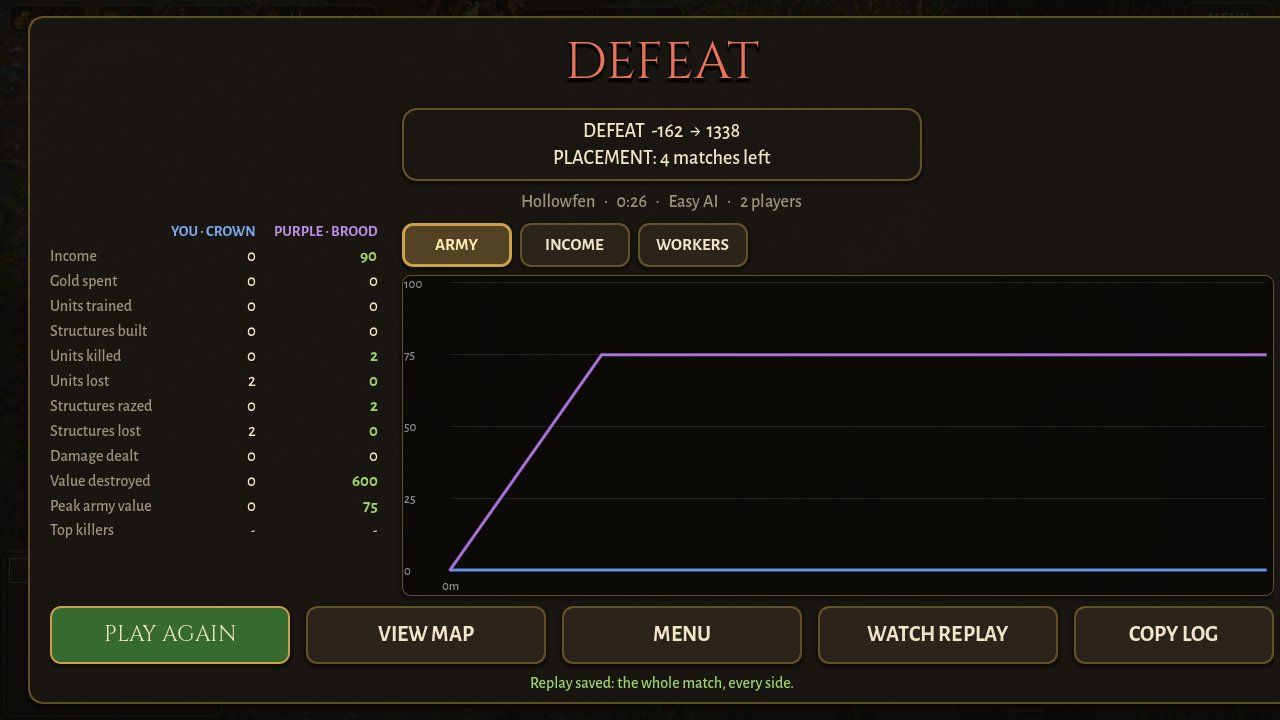 DEFEAT
DEFEAT -162 → 1338
PLACEMENT: 4 matches left
Hollowfen · 0:26 · Easy AI · 2 players
YOU · CROWN PURPLE · BROOD
Income 0 90
Gold spent 0 0
Units trained 0 0
Structures built 0 0
Units killed 0 2
Units lost 2 0
Structures razed 0 2
Structures lost 2 0
Damage dealt 0 0
Value destroyed 0 600
Peak army value 0 75
Top killers - -
ARMY INCOME WORKERS
100
75
50
25
0
0m
PLAY AGAIN VIEW MAP MENU WATCH REPLAY COPY LOG
Replay saved: the whole match, every side.